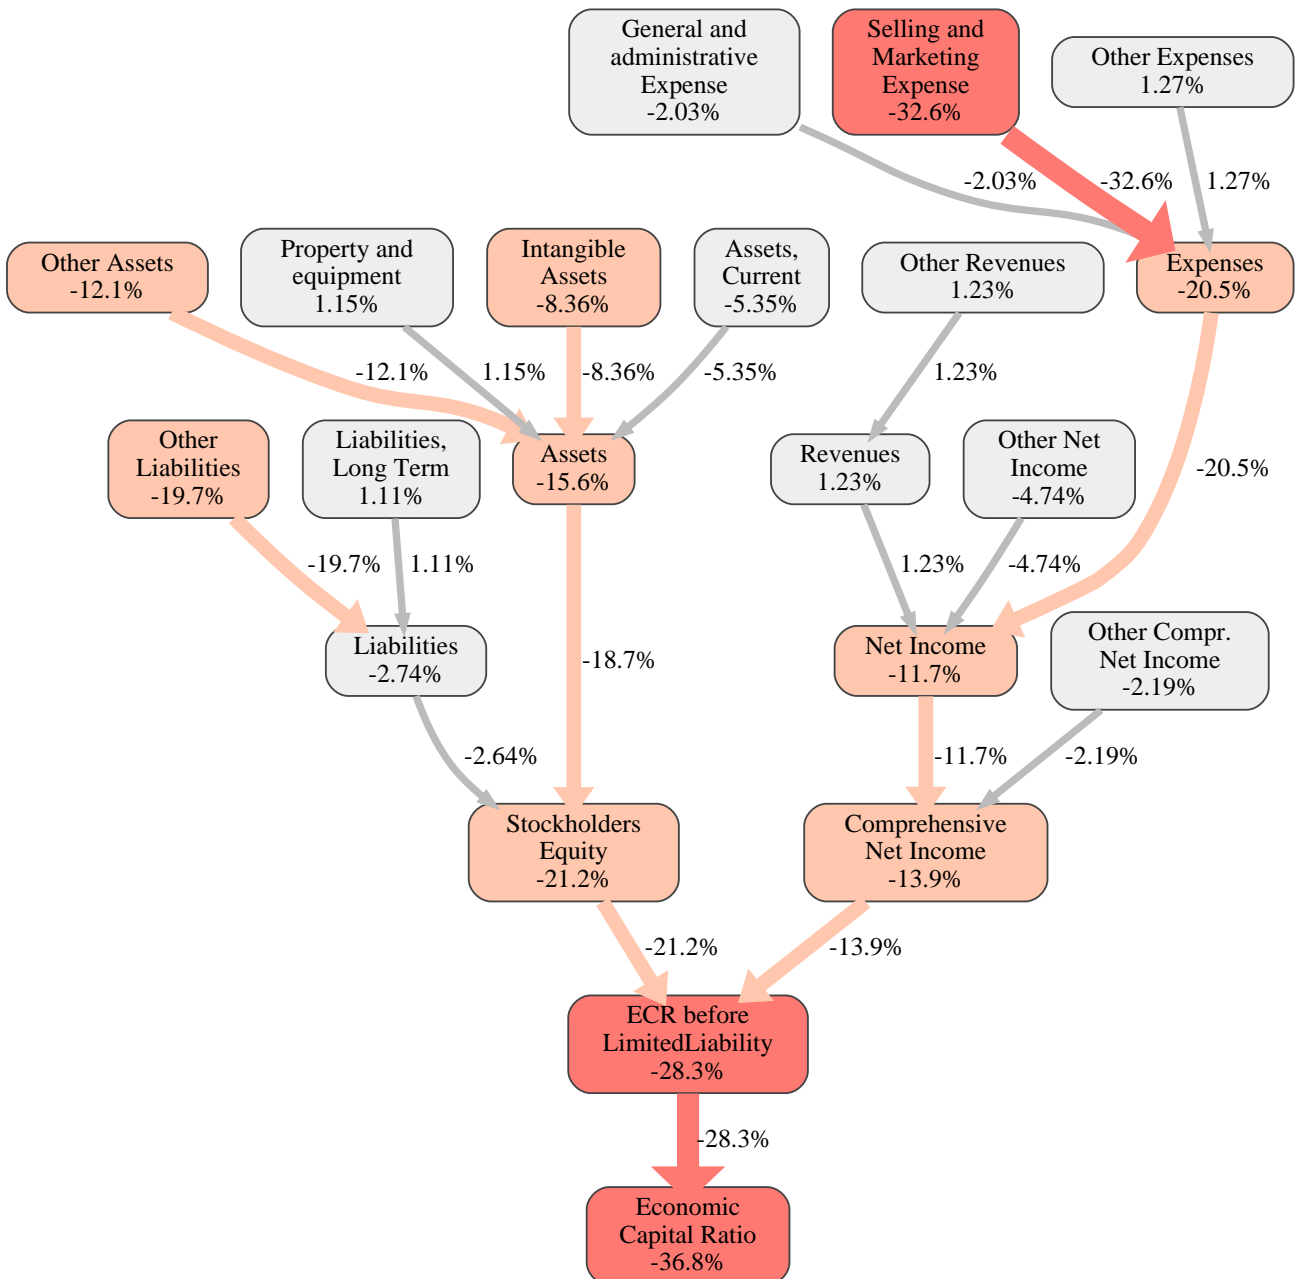 General and
administrative
Expense
-2.03%
Selling and
Marketing
Expense
-32.6%
Other Expenses
1.27%
-2.03%
-32.6%
1.27%
Other Assets
-12.1%
Property and
equipment
1.15%
Intangible
Assets
-8.36%
Assets,
Current
-5.35%
Other Revenues
1.23%
Expenses
-20.5%
-12.1%
1.15%
-8.36%
-5.35%
1.23%
-20.5%
Other
Liabilities
-19.7%
Liabilities,
Long Term
1.11%
Assets
-15.6%
Revenues
1.23%
Other Net
Income
-4.74%
-19.7%
1.11%
-18.7%
1.23%
-4.74%
Liabilities
-2.74%
Net Income
-11.7%
Other Compr.
Net Income
-2.19%
-2.64%
-11.7%
-2.19%
Stockholders
Equity
-21.2%
Comprehensive
Net Income
-13.9%
-21.2%
-13.9%
ECR before
LimitedLiability
-28.3%
-28.3%
Economic
Capital Ratio
-36.8%